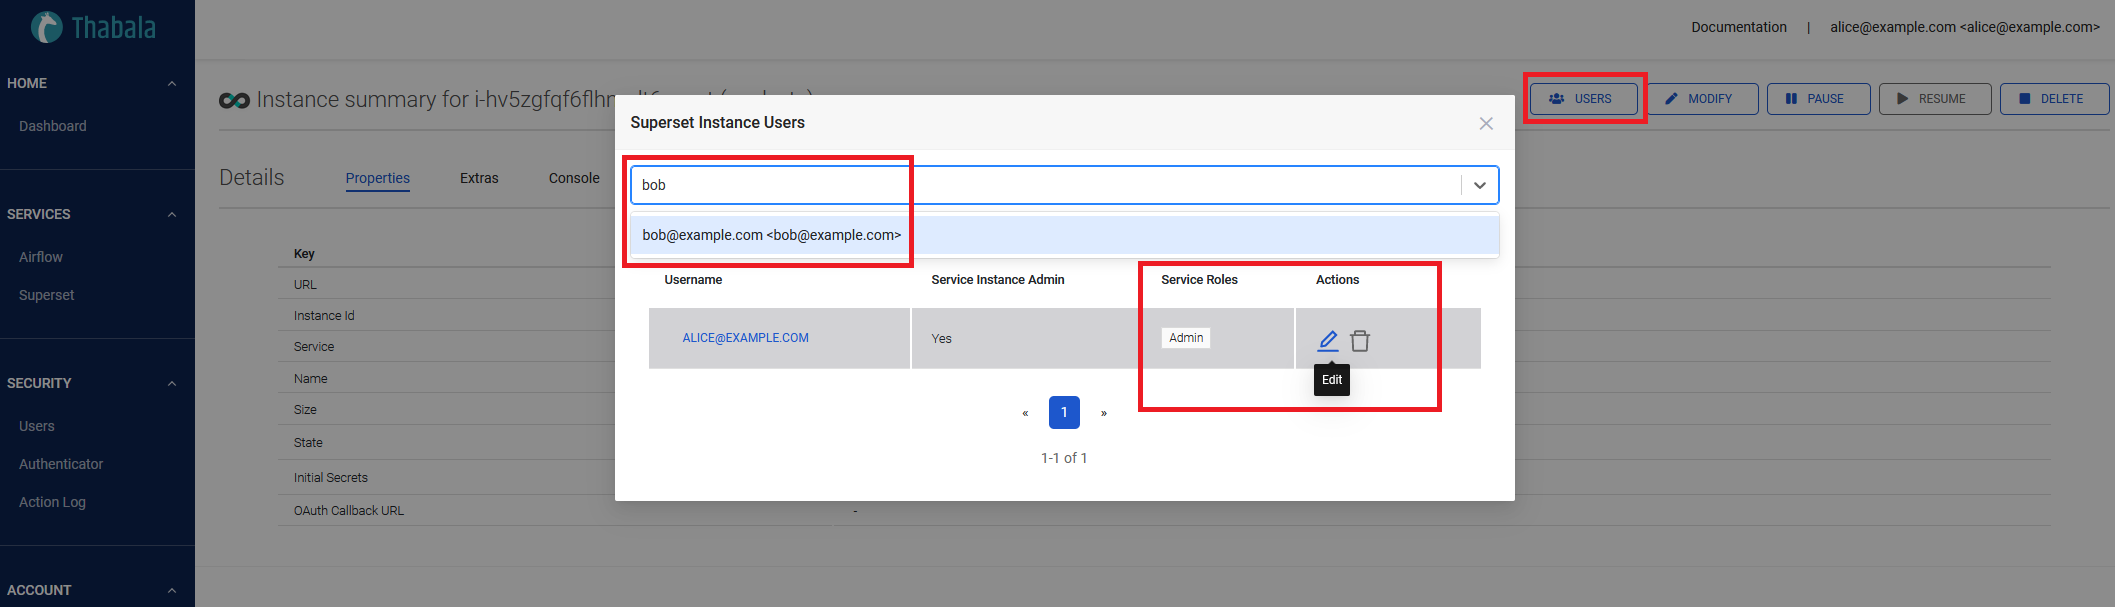 Thabala
Documentation | alice@example.com <alice@example.com>
HOME
Dashboard
SERVICES
Airflow
Superset
SECURITY
Users
Authenticator
Action Log
ACCOUNT
Instance summary for
USERS MODIFY PAUSE RESUME DELETE
Details Properties Extras Console
Key
URL
Instance Id
Service
Name
Size
State
Initial Secrets
OAuth Callback URL -
Superset Instance Users
bob
bob@example.com <bob@example.com>
Username Service Instance Admin Service Roles Actions
ALICE@EXAMPLE.COM Yes Admin
Edit
« 1 »
1-1 of 1